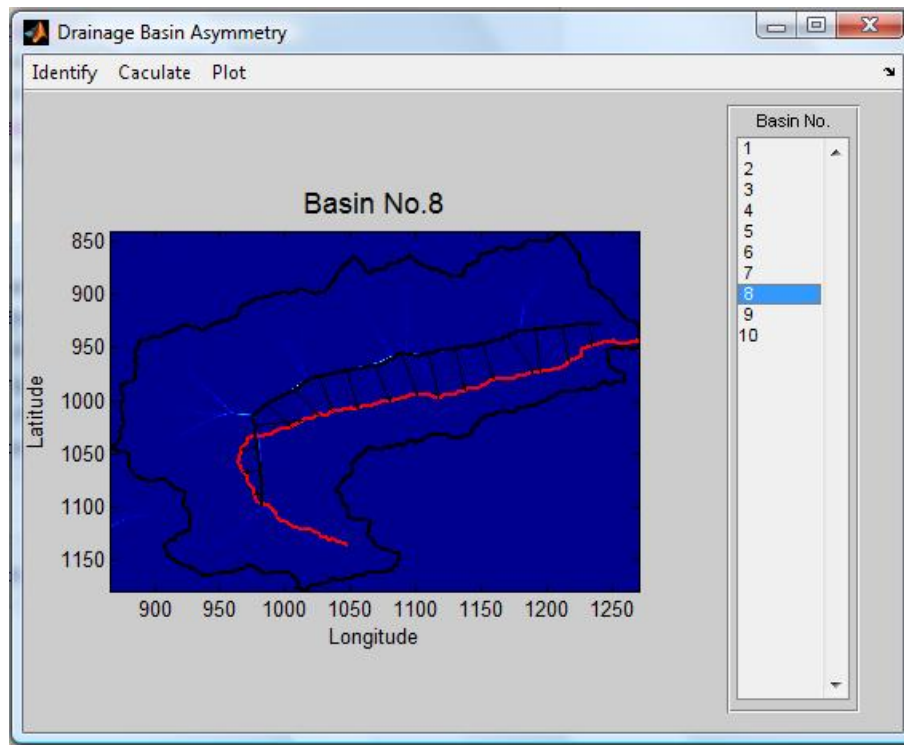 Drainage Basin Asymmetry
Identify Caculate Plot
Basin No.
1
2
3
4
5
6
7
8
9
10
Basin No.8
850
900
950
1000
1050
1100
1150
Latitude
900 950 1000 1050 1100 1150 1200 1250
Longitude